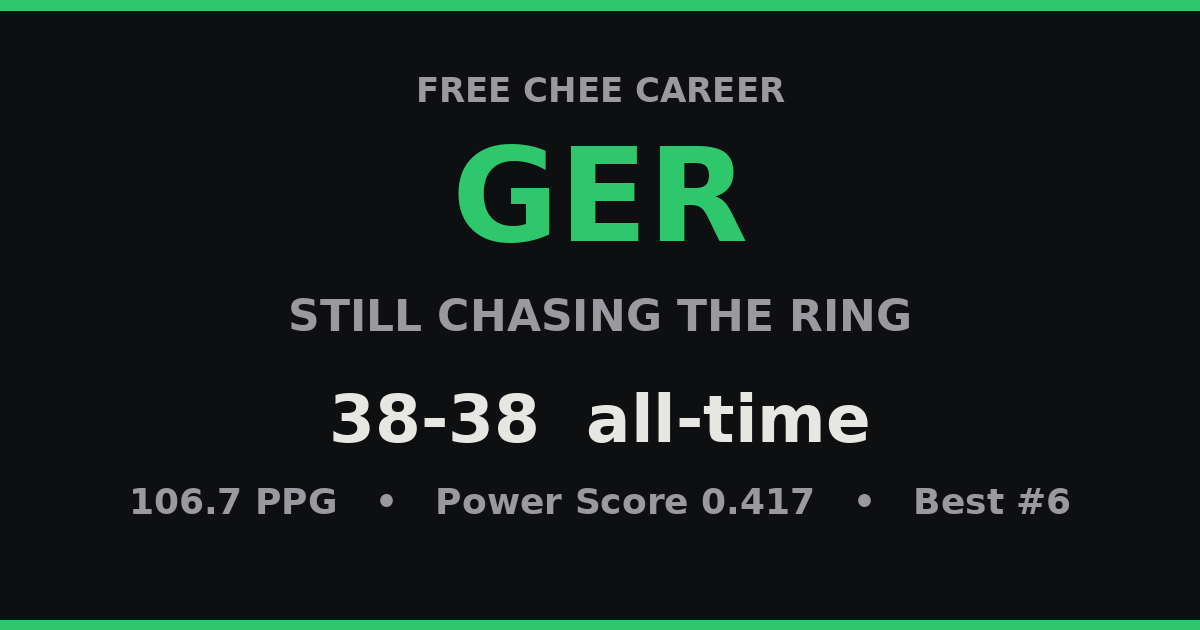 FREE CHEE CAREER
GER
STILL CHASING THE RING
38-38 all-time
106.7 PPG • Power Score 0.417 • Best #6